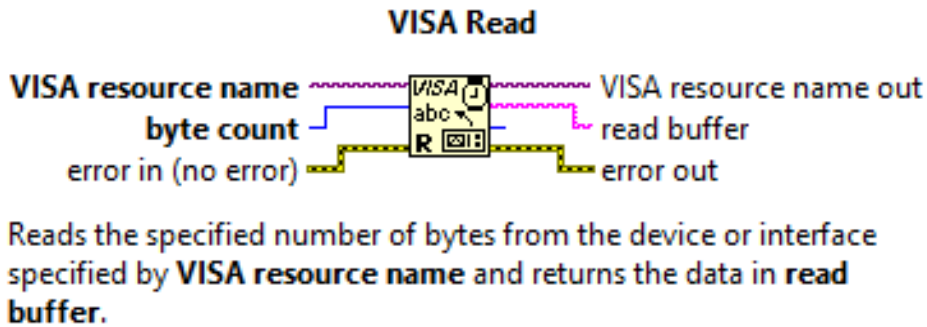 VISA Read
VISA resource name
VISA resource name out
byte count
read buffer
error in (no error)
error out
VISA
abc
R
Reads the specified number of bytes from the device or interface
specified by VISA resource name and returns the data in read
buffer.